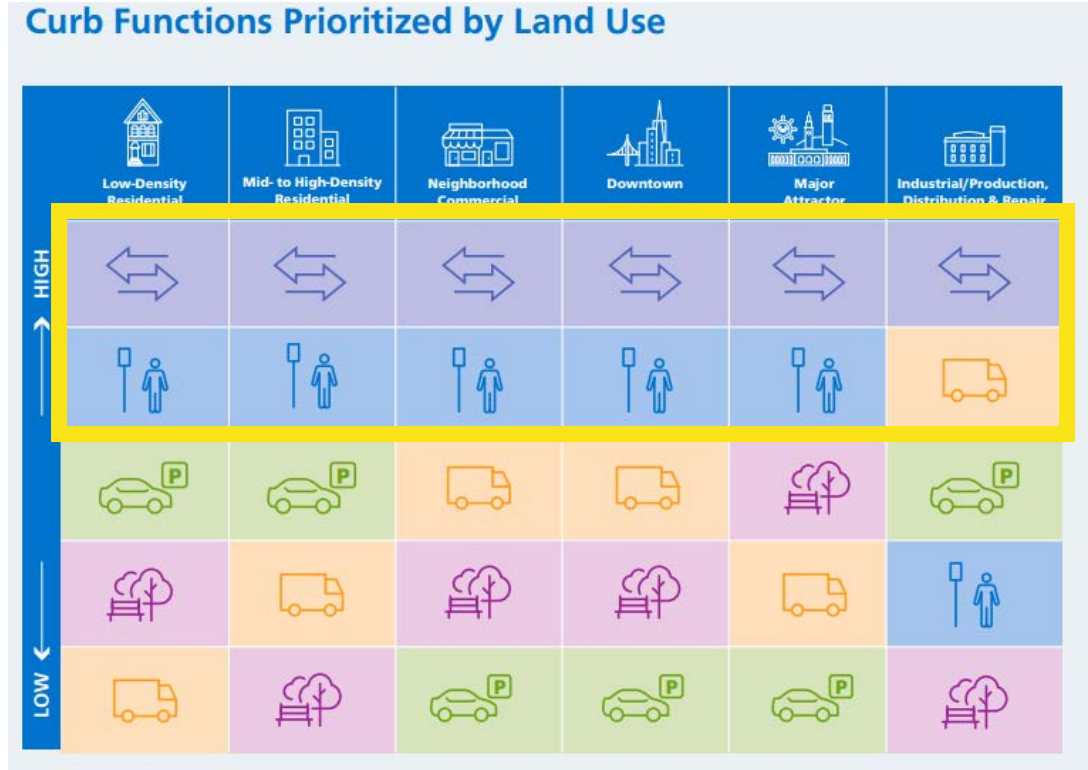 Curb Functions Prioritized by Land Use
Low-Density
Residential
Mid- to High-Density
Residential
Neighborhood
Commercial
Downtown
Major
Attractor
Industrial/Production,
Distribution & Repair
HIGH
P
P
P
P
P
P
LOW